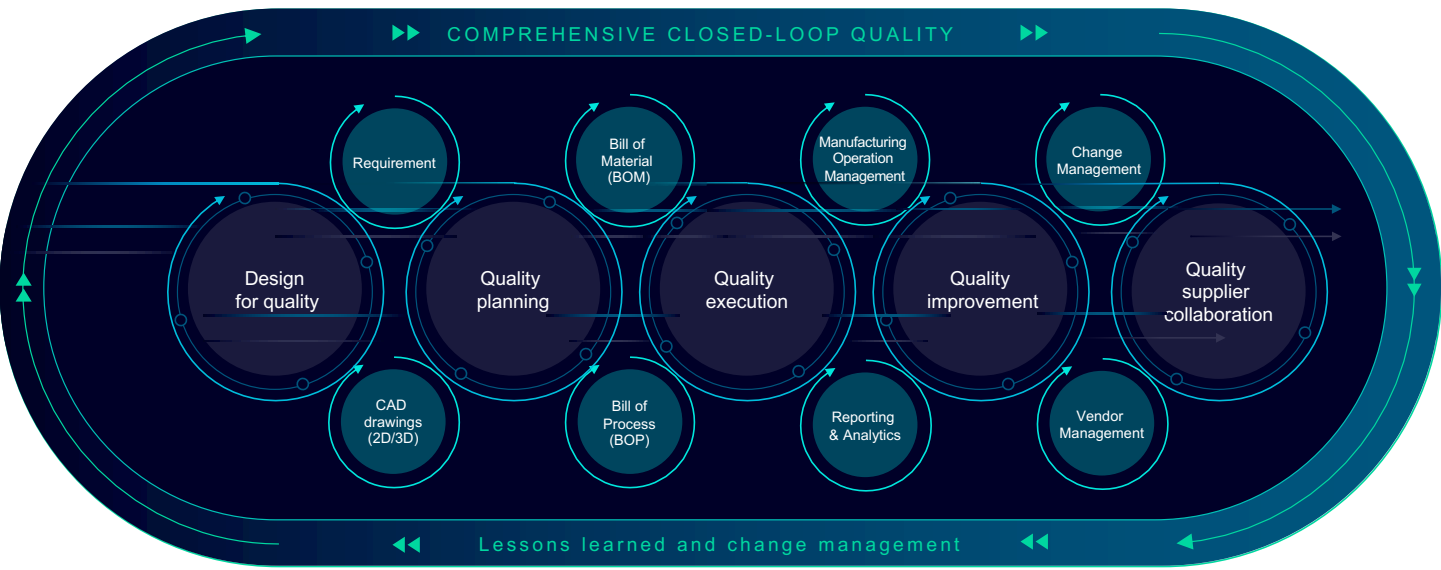 COMPREHENSIVE CLOSED-LOOP QUALITY
Requirement
Bill of
Material
(BOM)
Manufacturing
Operation
Management
Change
Management
Design
for quality
Quality
planning
Quality
execution
Quality
improvement
Quality
supplier
collaboration
CAD
drawings
(2D/3D)
Bill of
Process
(BOP)
Reporting
& Analytics
Vendor
Management
Lessons learned and change management